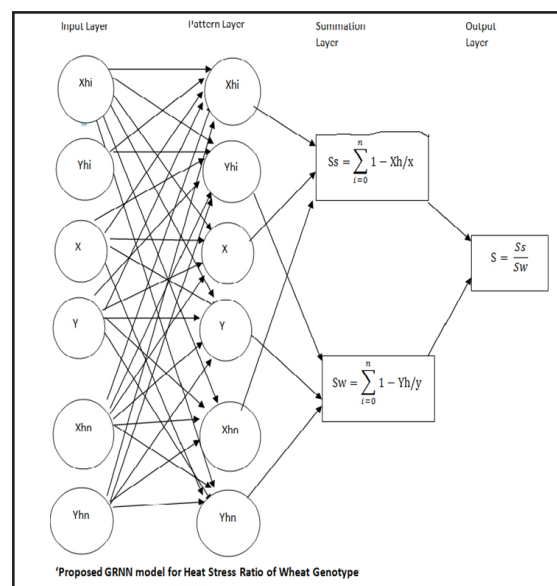 Input Layer
Pattern Layer
Summation Layer
Output Layer
Xhi
Xhi
Yhi
Yhi
X
X
Y
Y
Xhn
Xhn
Yhn
Yhn
Ss = ∑_{i=0}^{n} 1 − Xh/x
Sw = ∑_{i=0}^{n} 1 − Yh/y
S = Ss/Sw
'Proposed GRNN model for Heat Stress Ratio of Wheat Genotype